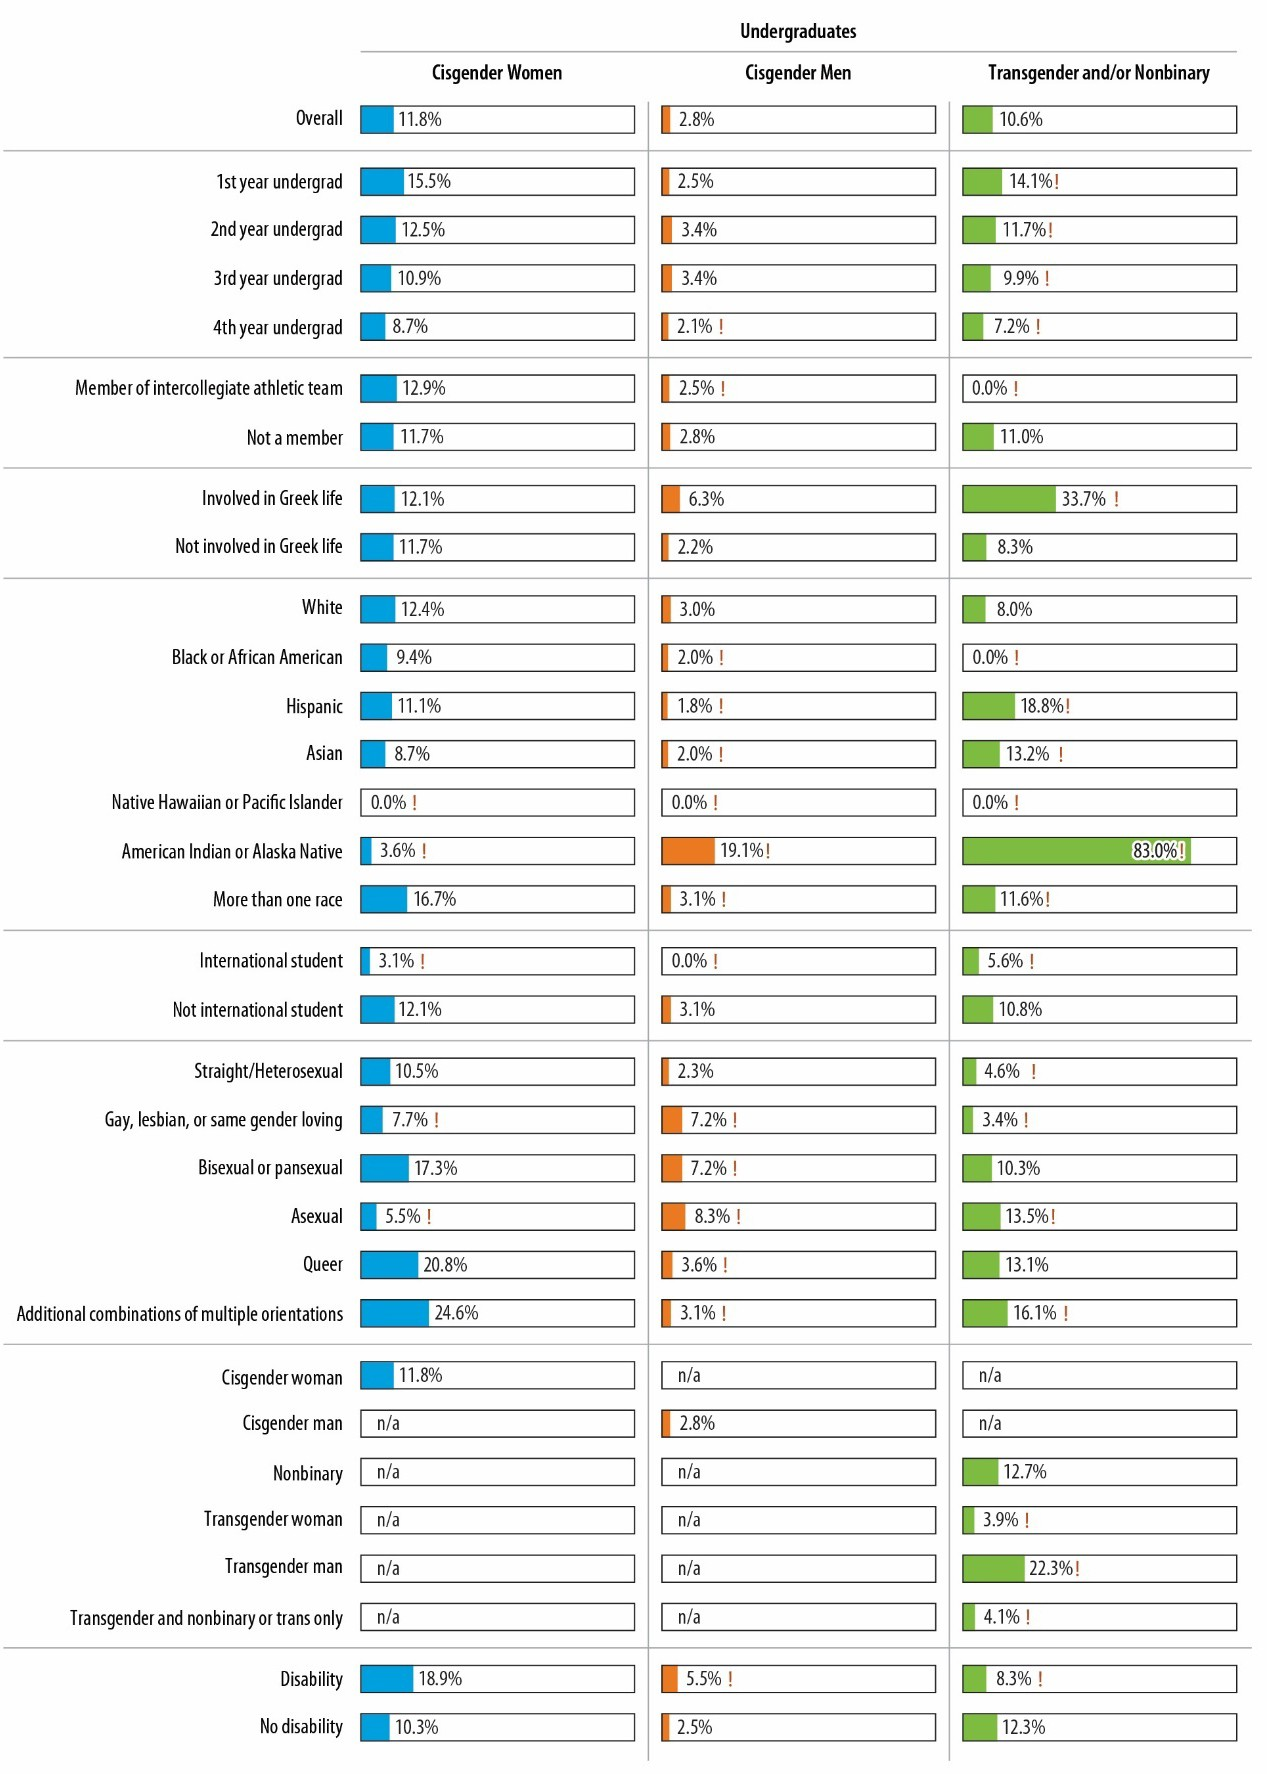 Undergraduates
Cisgender Women Cisgender Men Transgender and/or Nonbinary
Overall 11.8% 2.8% 10.6%
1st year undergrad 15.5% 2.5% 14.1%!
2nd year undergrad 12.5% 3.4% 11.7%!
3rd year undergrad 10.9% 3.4% 9.9% !
4th year undergrad 8.7% 2.1% ! 7.2% !
Member of intercollegiate athletic team 12.9% 2.5% ! 0.0% !
Not a member 11.7% 2.8% 11.0%
Involved in Greek life 12.1% 6.3% 33.7% !
Not involved in Greek life 11.7% 2.2% 8.3%
White 12.4% 3.0% 8.0%
Black or African American 9.4% 2.0% ! 0.0% !
Hispanic 11.1% 1.8% ! 18.8%!
Asian 8.7% 2.0% ! 13.2% !
Native Hawaiian or Pacific Islander 0.0% ! 0.0% ! 0.0% !
American Indian or Alaska Native 3.6% ! 19.1%! 83.0%!
More than one race 16.7% 3.1% ! 11.6%!
International student 3.1% ! 0.0% ! 5.6% !
Not international student 12.1% 3.1% 10.8%
Straight/Heterosexual 10.5% 2.3% 4.6% !
Gay, lesbian, or same gender loving 7.7% ! 7.2% ! 3.4% !
Bisexual or pansexual 17.3% 7.2% ! 10.3%
Asexual 5.5% ! 8.3% ! 13.5%!
Queer 20.8% 3.6% ! 13.1%
Additional combinations of multiple orientations 24.6% 3.1% ! 16.1% !
Cisgender woman 11.8% n/a n/a
Cisgender man n/a 2.8% n/a
Nonbinary n/a n/a 12.7%
Transgender woman n/a n/a 3.9% !
Transgender man n/a n/a 22.3%!
Transgender and nonbinary or trans only n/a n/a 4.1% !
Disability 18.9% 5.5% ! 8.3% !
No disability 10.3% 2.5% 12.3%